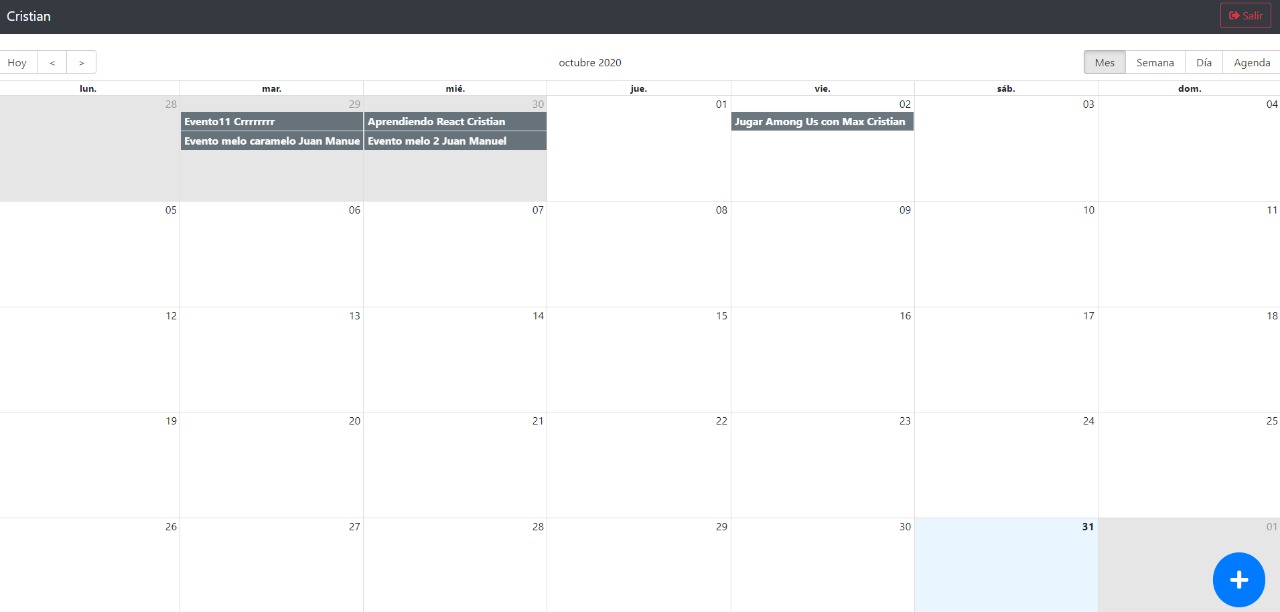 Cristian
Salir
Hoy < > octubre 2020 Mes Semana Día Agenda
lun. mar. mié. jue. vie. sáb. dom.
28 29 30 01 02 03 04
Evento11 Crrrrrrrr Aprendiendo React Cristian Jugar Among Us con Max Cristian
Evento melo caramelo Juan Manue Evento melo 2 Juan Manuel
05 06 07 08 09 10 11
12 13 14 15 16 17 18
19 20 21 22 23 24 25
26 27 28 29 30 31 01